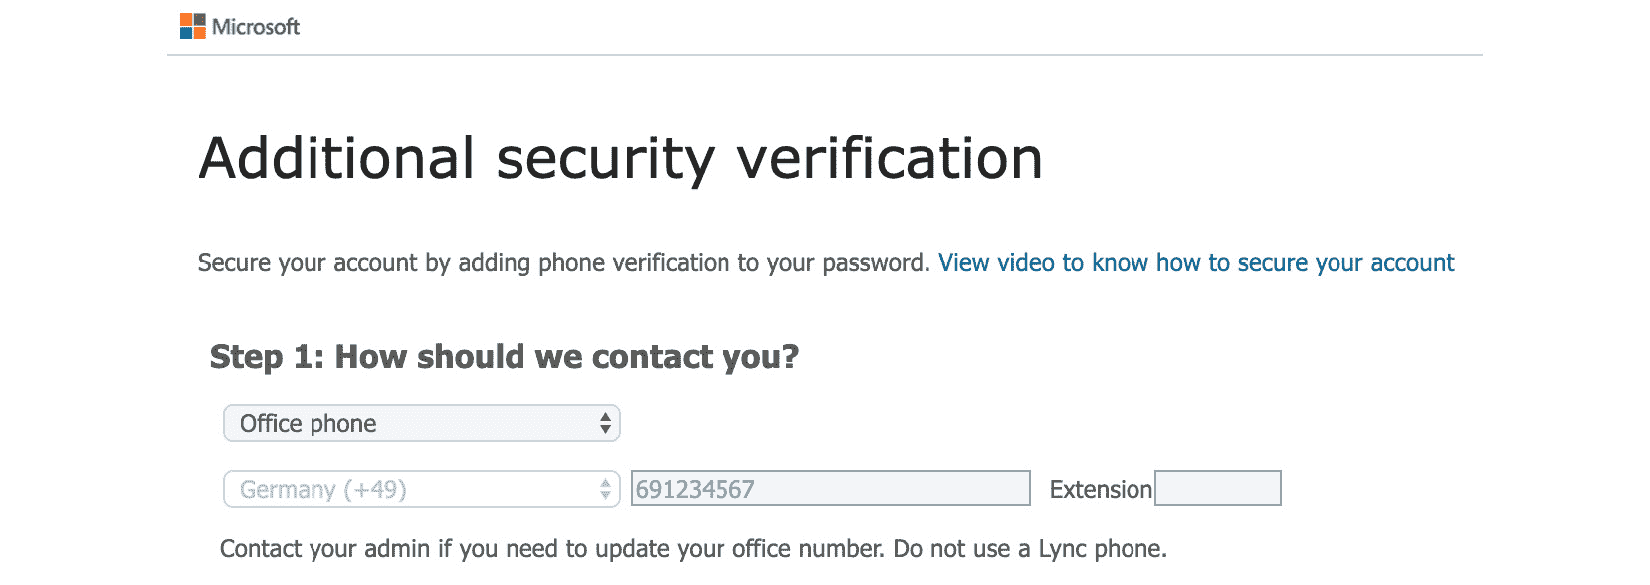 Microsoft
Additional security verification
Secure your account by adding phone verification to your password. View video to know how to secure your account
Step 1: How should we contact you?
Office phone
Germany (+49) 691234567 Extension
Contact your admin if you need to update your office number. Do not use a Lync phone.